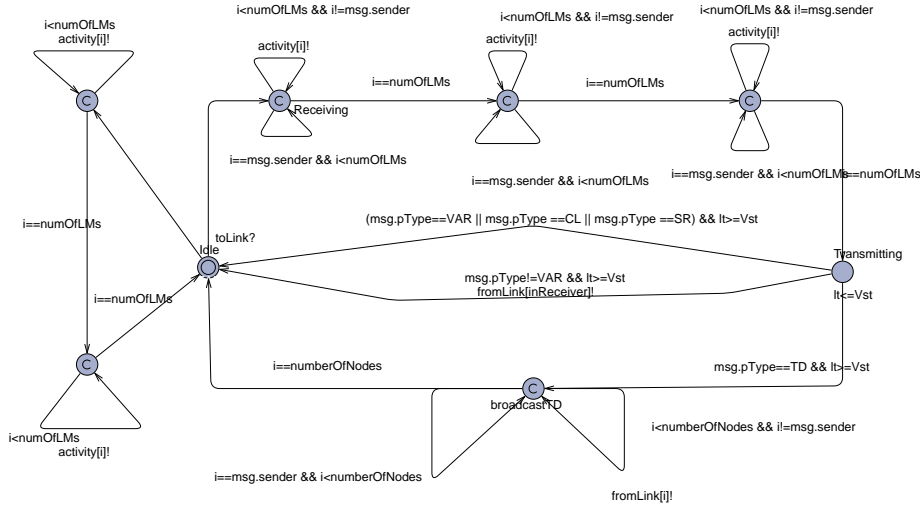 i<numOfLMs && i!=msg.sender
i<numOfLMs && i!=msg.sender
i<numOfLMs && i!=msg.sender
i<numOfLMs
activity[i]!
activity[i]!
activity[i]!
activity[i]!
C
C
C
C
i==numOfLMs
i==numOfLMs
Receiving
i==msg.sender && i<numOfLMs
i==msg.sender && i<numOfLMs
i==msg.sender && i<numOfLMs
i==numOfLMs
i==numOfLMs
(msg.pType==VAR || msg.pType ==CL || msg.pType ==SR) && lt>=Vst
toLink?
Idle
Transmitting
msg.pType!=VAR && lt>=Vst
fromLink[inReceiver]!
lt<=Vst
i==numOfLMs
C
i==numberOfNodes
msg.pType==TD && lt>=Vst
C
broadcastTD
i<numOfLMs
activity[i]!
i<numberOfNodes && i!=msg.sender
i==msg.sender && i<numberOfNodes
fromLink[i]!